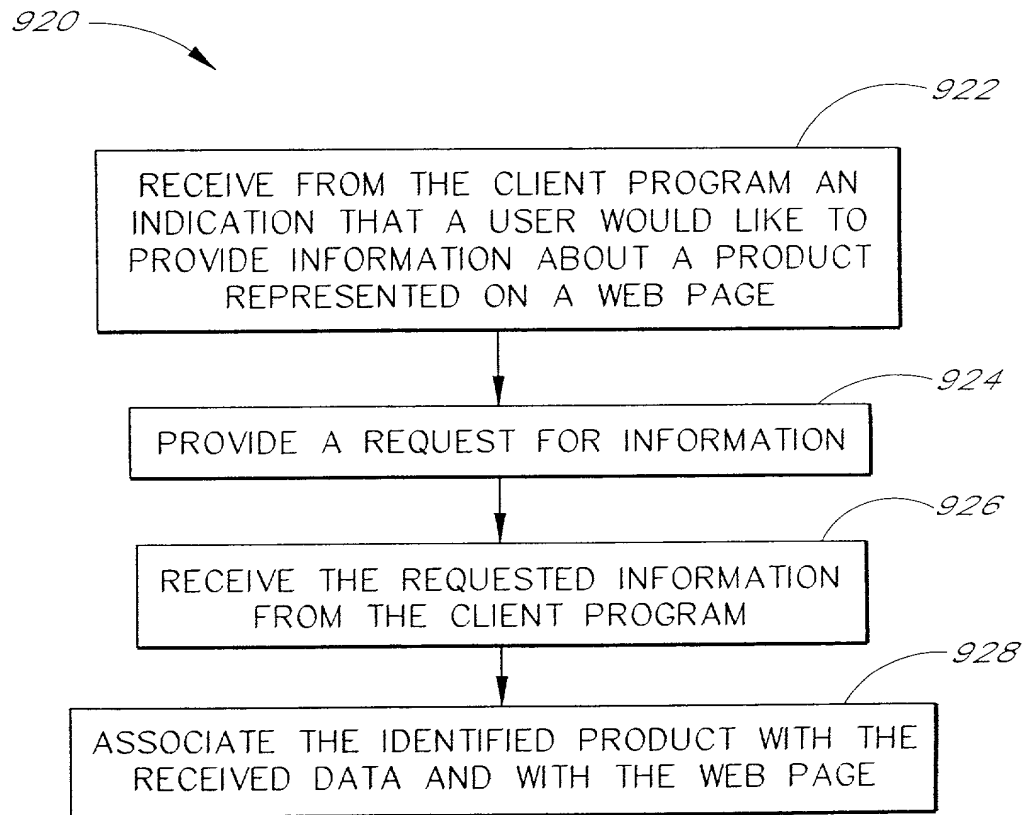 920
922
RECEIVE FROM THE CLIENT PROGRAM AN
INDICATION THAT A USER WOULD LIKE TO
PROVIDE INFORMATION ABOUT A PRODUCT
REPRESENTED ON A WEB PAGE
924
PROVIDE A REQUEST FOR INFORMATION
926
RECEIVE THE REQUESTED INFORMATION
FROM THE CLIENT PROGRAM
928
ASSOCIATE THE IDENTIFIED PRODUCT WITH THE
RECEIVED DATA AND WITH THE WEB PAGE